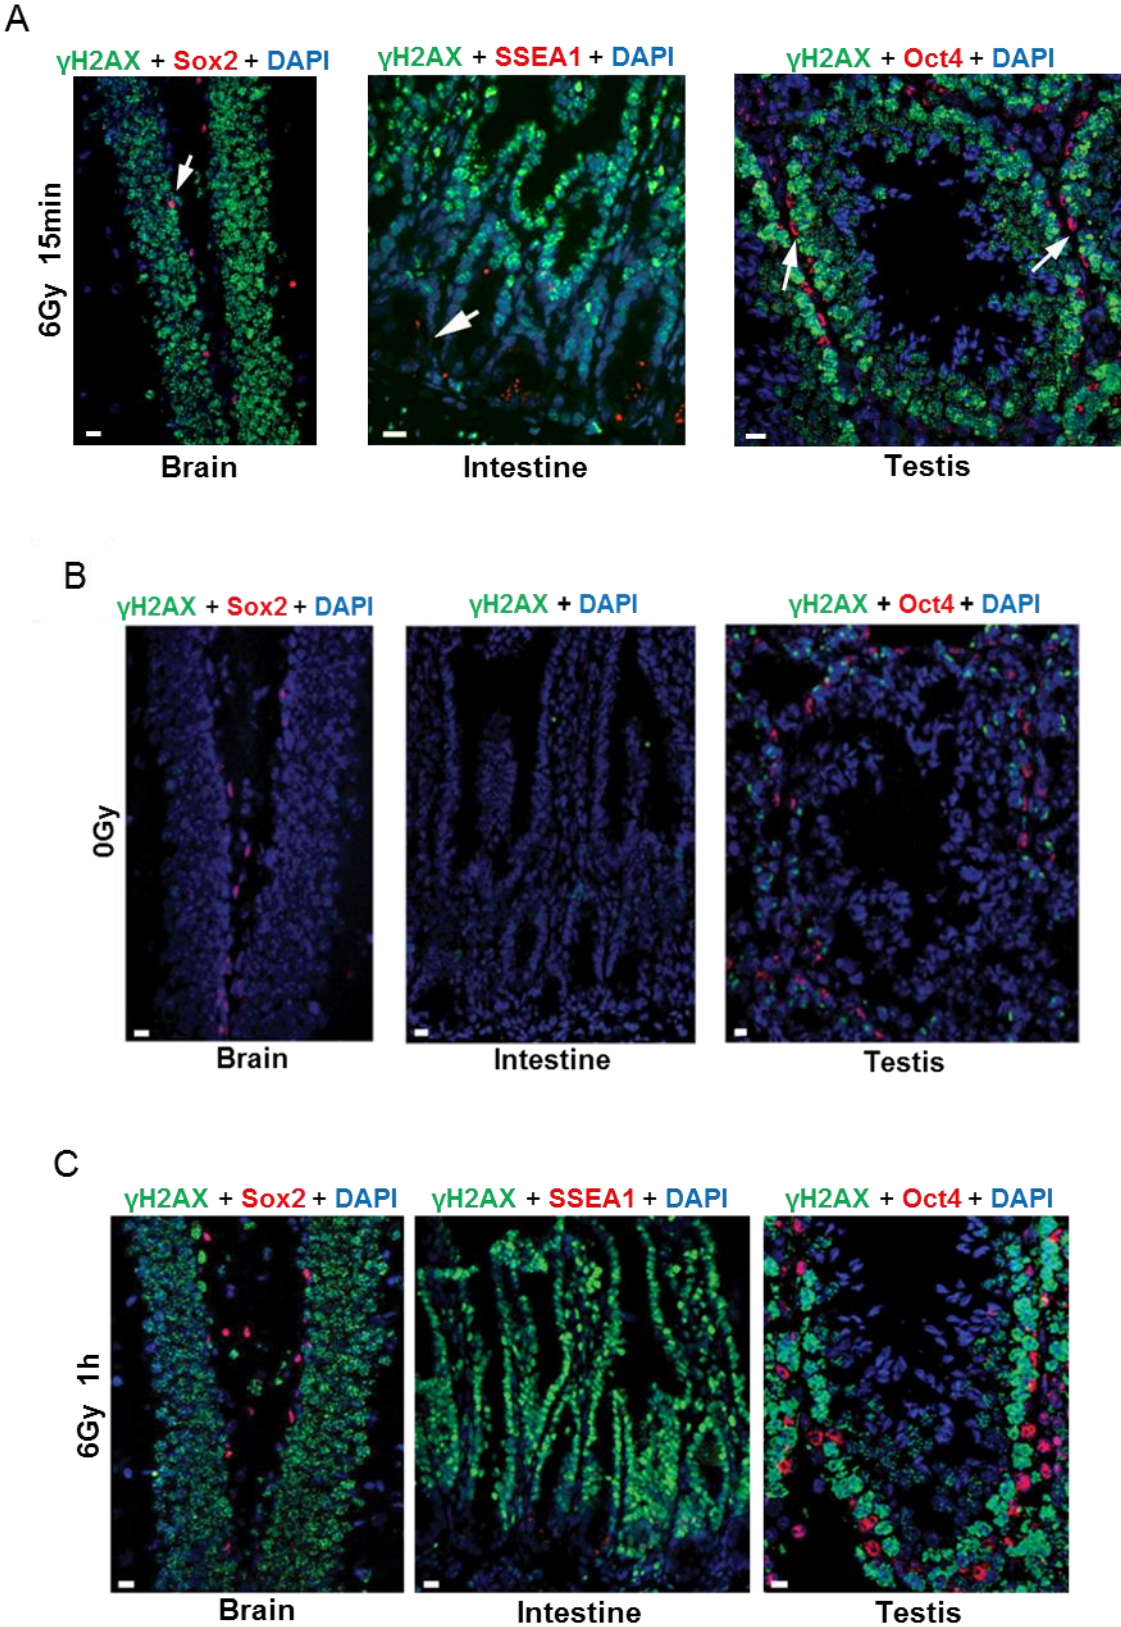 A
γH2AX + Sox2 + DAPI
γH2AX + SSEA1 + DAPI
γH2AX + Oct4 + DAPI
6Gy 15min
Brain
Intestine
Testis
B
γH2AX + Sox2 + DAPI
γH2AX + DAPI
γH2AX + Oct4 + DAPI
0Gy
Brain
Intestine
Testis
C
γH2AX + Sox2 + DAPI
γH2AX + SSEA1 + DAPI
γH2AX + Oct4 + DAPI
6Gy 1h
Brain
Intestine
Testis